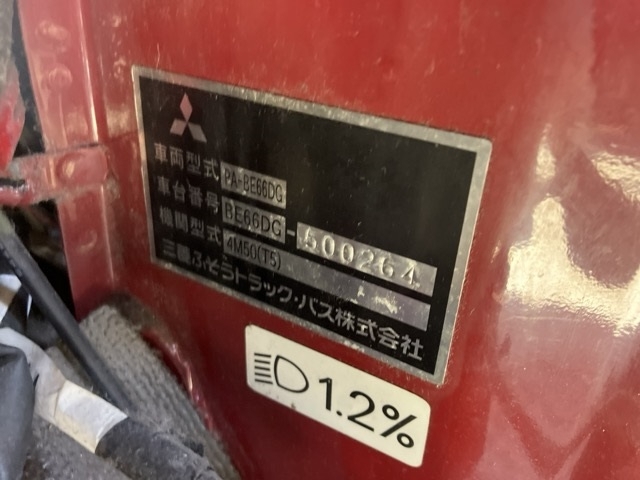 車両型式 PA-BE66DG
車台番号 BE66DG-500264
機関型式 4M50(T5)
三菱ふそうトラック・バス株式会社
1.2%